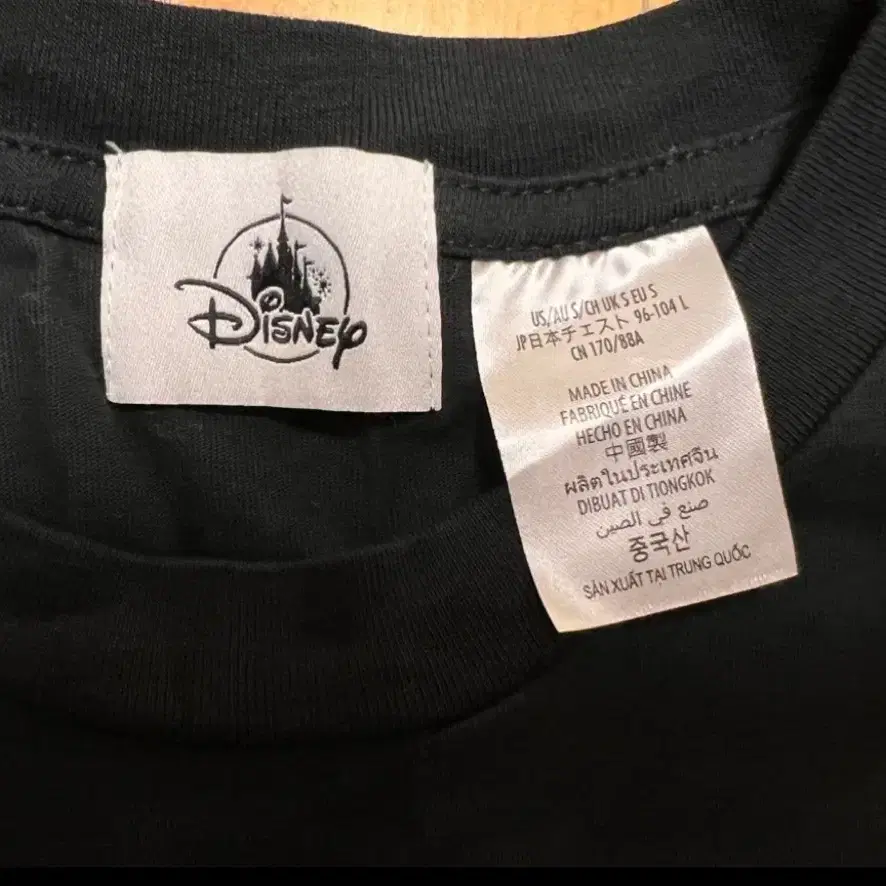 Disney
US/AU S/CH UK S EU S
JP日本チェスト 96-104 L
CN 170/88A
MADE IN CHINA
FABRIQUÉ EN CHINE
HECHO EN CHINA
中國製
ผลิตในประเทศจีน
DIBUAT DI TIONGKOK
صنع في الصين
중국산
SẢN XUẤT TẠI TRUNG QUỐC